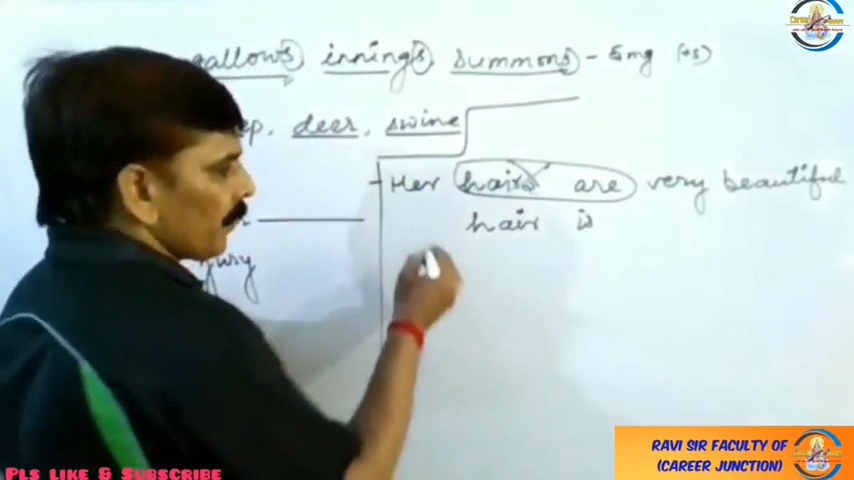 gallows innings summons - sing (+s)
deer, swine
Her hairs are very beautiful
hair is
RAVI SIR FACULTY OF
(CAREER JUNCTION)
PLS LIKE & SUBSCRIBE